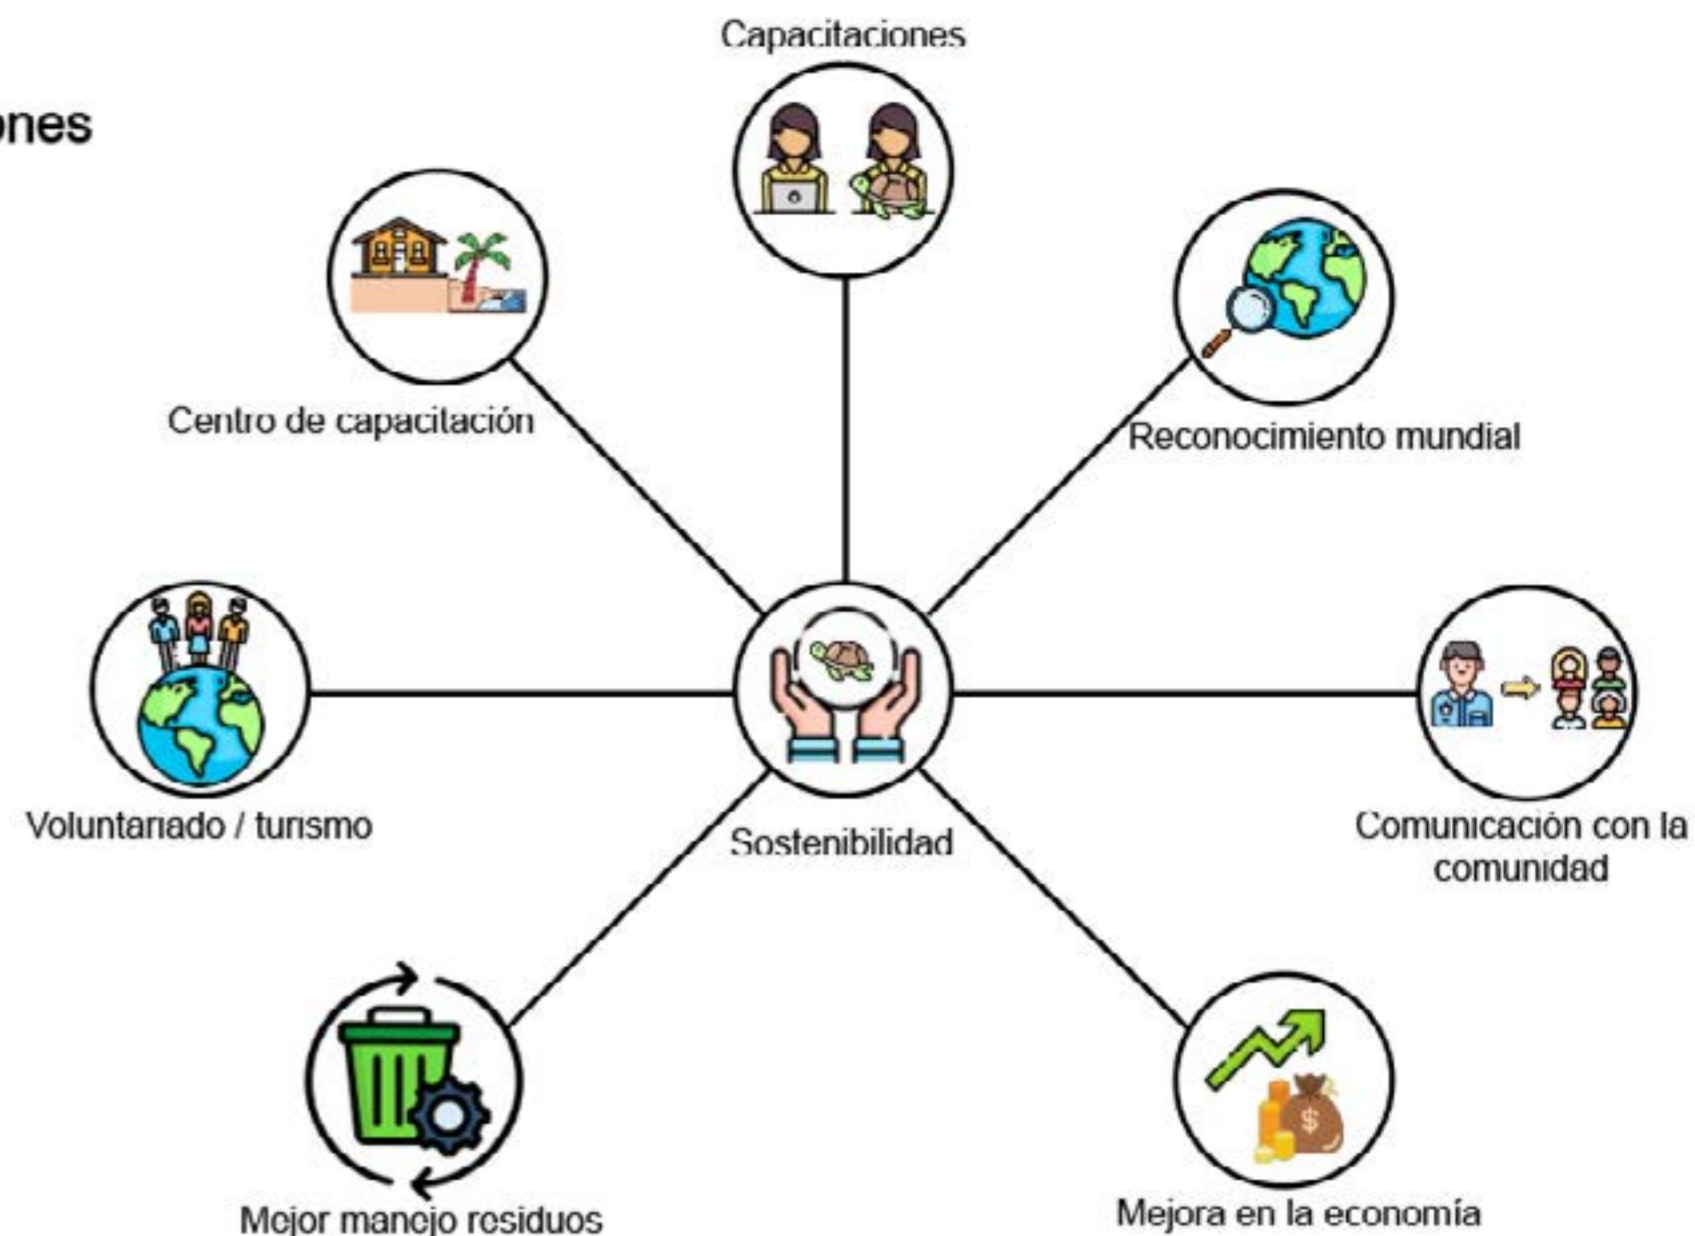 Capacitaciones
ones
Centro de capacitación
Reconocimiento mundial
Voluntariado / turismo
Sostenibilidad
Comunicación con la
comunidad
Mejor manejo residuos
Mejora en la economía